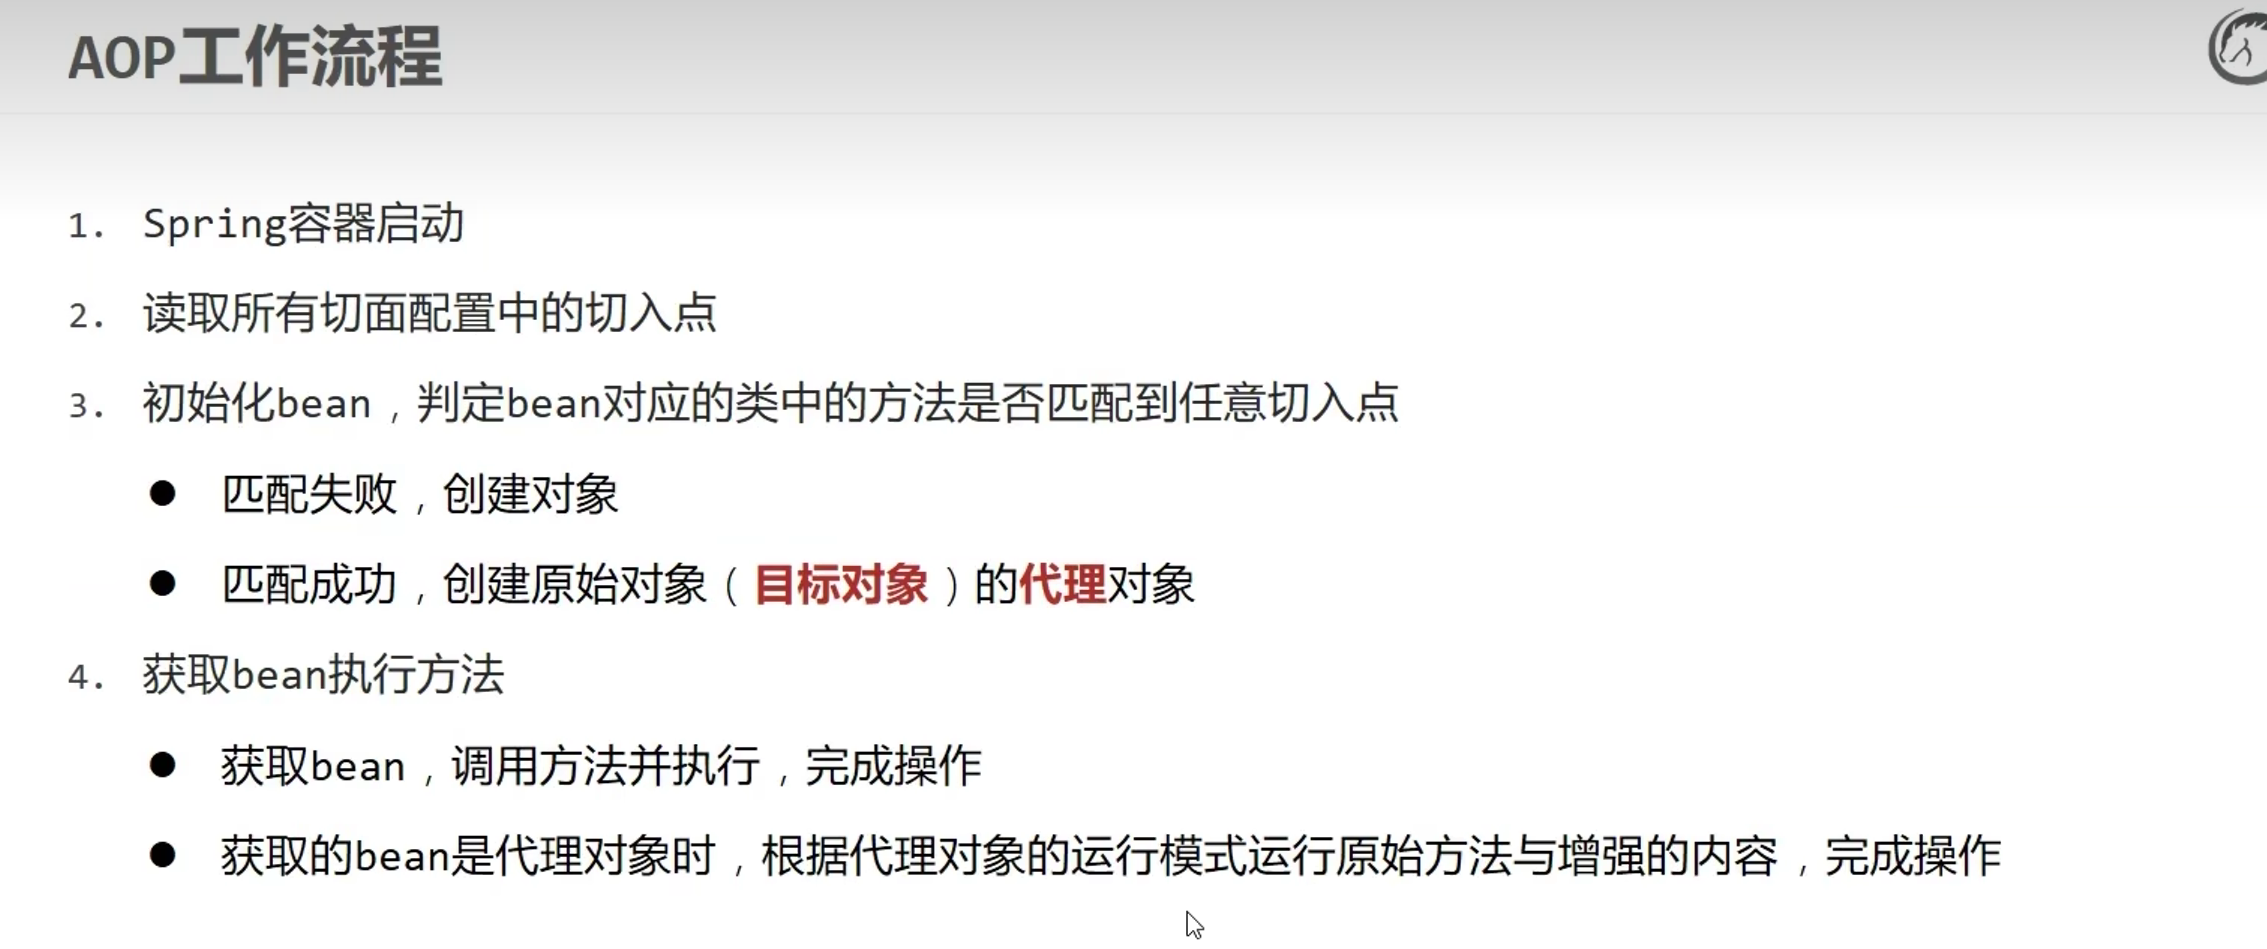 AOP工作流程
1. Spring容器启动
2. 读取所有切面配置中的切入点
3. 初始化bean，判定bean对应的类中的方法是否匹配到任意切入点
● 匹配失败，创建对象
● 匹配成功，创建原始对象（目标对象）的代理对象
4. 获取bean执行方法
● 获取bean，调用方法并执行，完成操作
● 获取的bean是代理对象时，根据代理对象的运行模式运行原始方法与增强的内容，完成操作